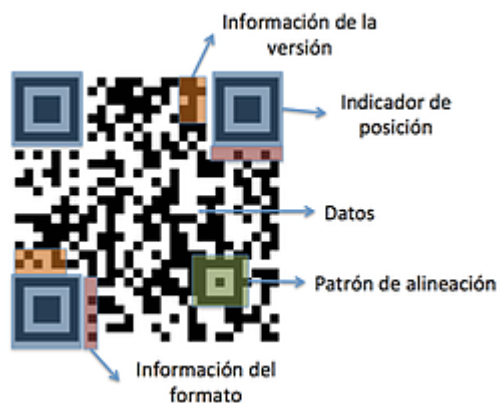 Información de la
versión
Indicador de
posición
Datos
Patrón de alineación
Información del
formato